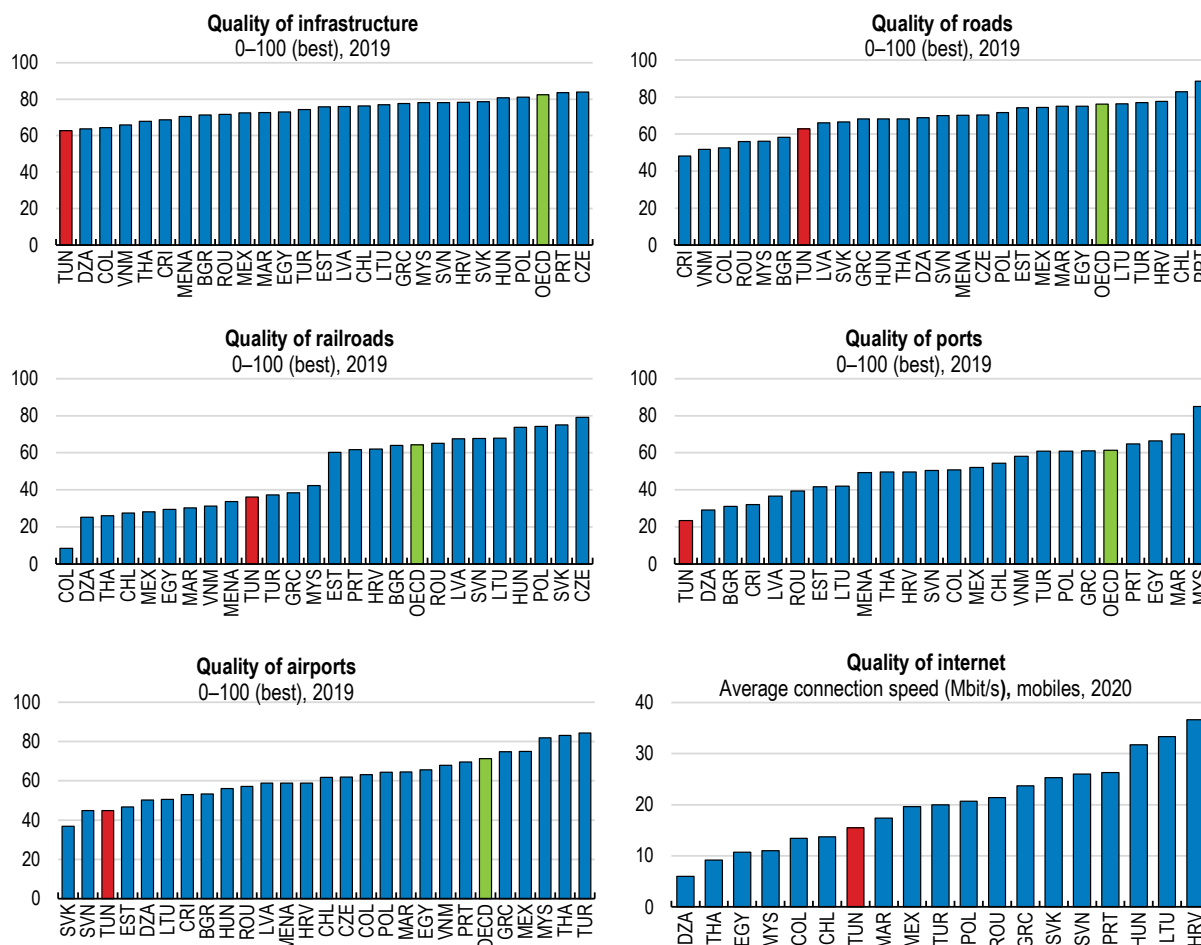 Quality of infrastructure
0–100 (best), 2019
100
80
60
40
20
0
TUN DZA COL VNM THA CRI MENA BGR ROU MEX MAR EGY TUR EST LVA CHL LTU GRC MYS SVN HRV SVK HUN POL OECD PRT CZE
Quality of roads
0–100 (best), 2019
100
80
60
40
20
0
CRI VNM COL ROU MYS BGR TUN LVA SVK GRC HUN THA DZA SVN MENA CZE POL EST MEX MAR EGY OECD LTU TUR HRV CHL PRT
Quality of railroads
0–100 (best), 2019
100
80
60
40
20
0
COL DZA THA CHL MEX EGY MAR VNM MENA TUN TUR GRC MYS EST PRT HRV BGR OECD ROU LVA SVN LTU HUN POL SVK CZE
Quality of ports
0–100 (best), 2019
100
80
60
40
20
0
TUN DZA BGR CRI LVA ROU EST LTU MENA THA HRV SVN COL MEX CHL VNM TUR POL GRC OECD PRT EGY MAR MYS
Quality of airports
0–100 (best), 2019
100
80
60
40
20
0
SVK SVN TUN EST DZA LTU CRI BGR HUN ROU LVA MENA HRV CHL CZE COL POL MAR EGY VNM PRT OECD GRC MEX MYS THA TUR
Quality of internet
Average connection speed (Mbit/s), mobiles, 2020
40
30
20
10
0
DZA THA EGY MYS COL CHL TUN MAR MEX TUR POL ROU GRC SVK SVN PRT HUN LTU HRV